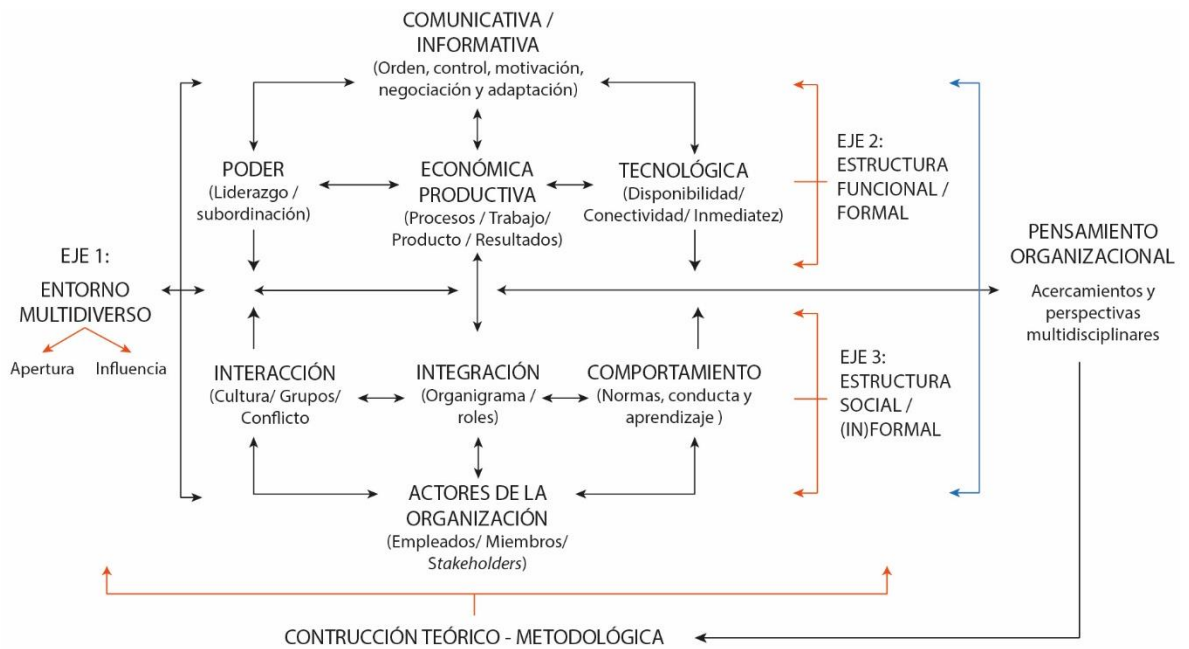 COMUNICATIVA /
INFORMATIVA
(Orden, control, motivación,
negociación y adaptación)
PODER
(Liderazgo /
subordinación)
ECONÓMICA
PRODUCTIVA
(Procesos / Trabajo/
Producto / Resultados)
TECNOLÓGICA
(Disponibilidad/
Conectividad/ Inmediatez)
EJE 2:
ESTRUCTURA
FUNCIONAL /
FORMAL
EJE 1:
ENTORNO
MULTIDIVERSO
Apertura
Influencia
PENSAMIENTO
ORGANIZACIONAL
Acercamientos y
perspectivas
multidisciplinares
INTERACCIÓN
(Cultura/ Grupos/
Conflicto
INTEGRACIÓN
(Organigrama /
roles)
COMPORTAMIENTO
(Normas, conducta y
aprendizaje )
EJE 3:
ESTRUCTURA
SOCIAL /
(IN)FORMAL
ACTORES DE LA
ORGANIZACIÓN
(Empleados/ Miembros/
Stakeholders)
CONTRUCCIÓN TEÓRICO - METODOLÓGICA